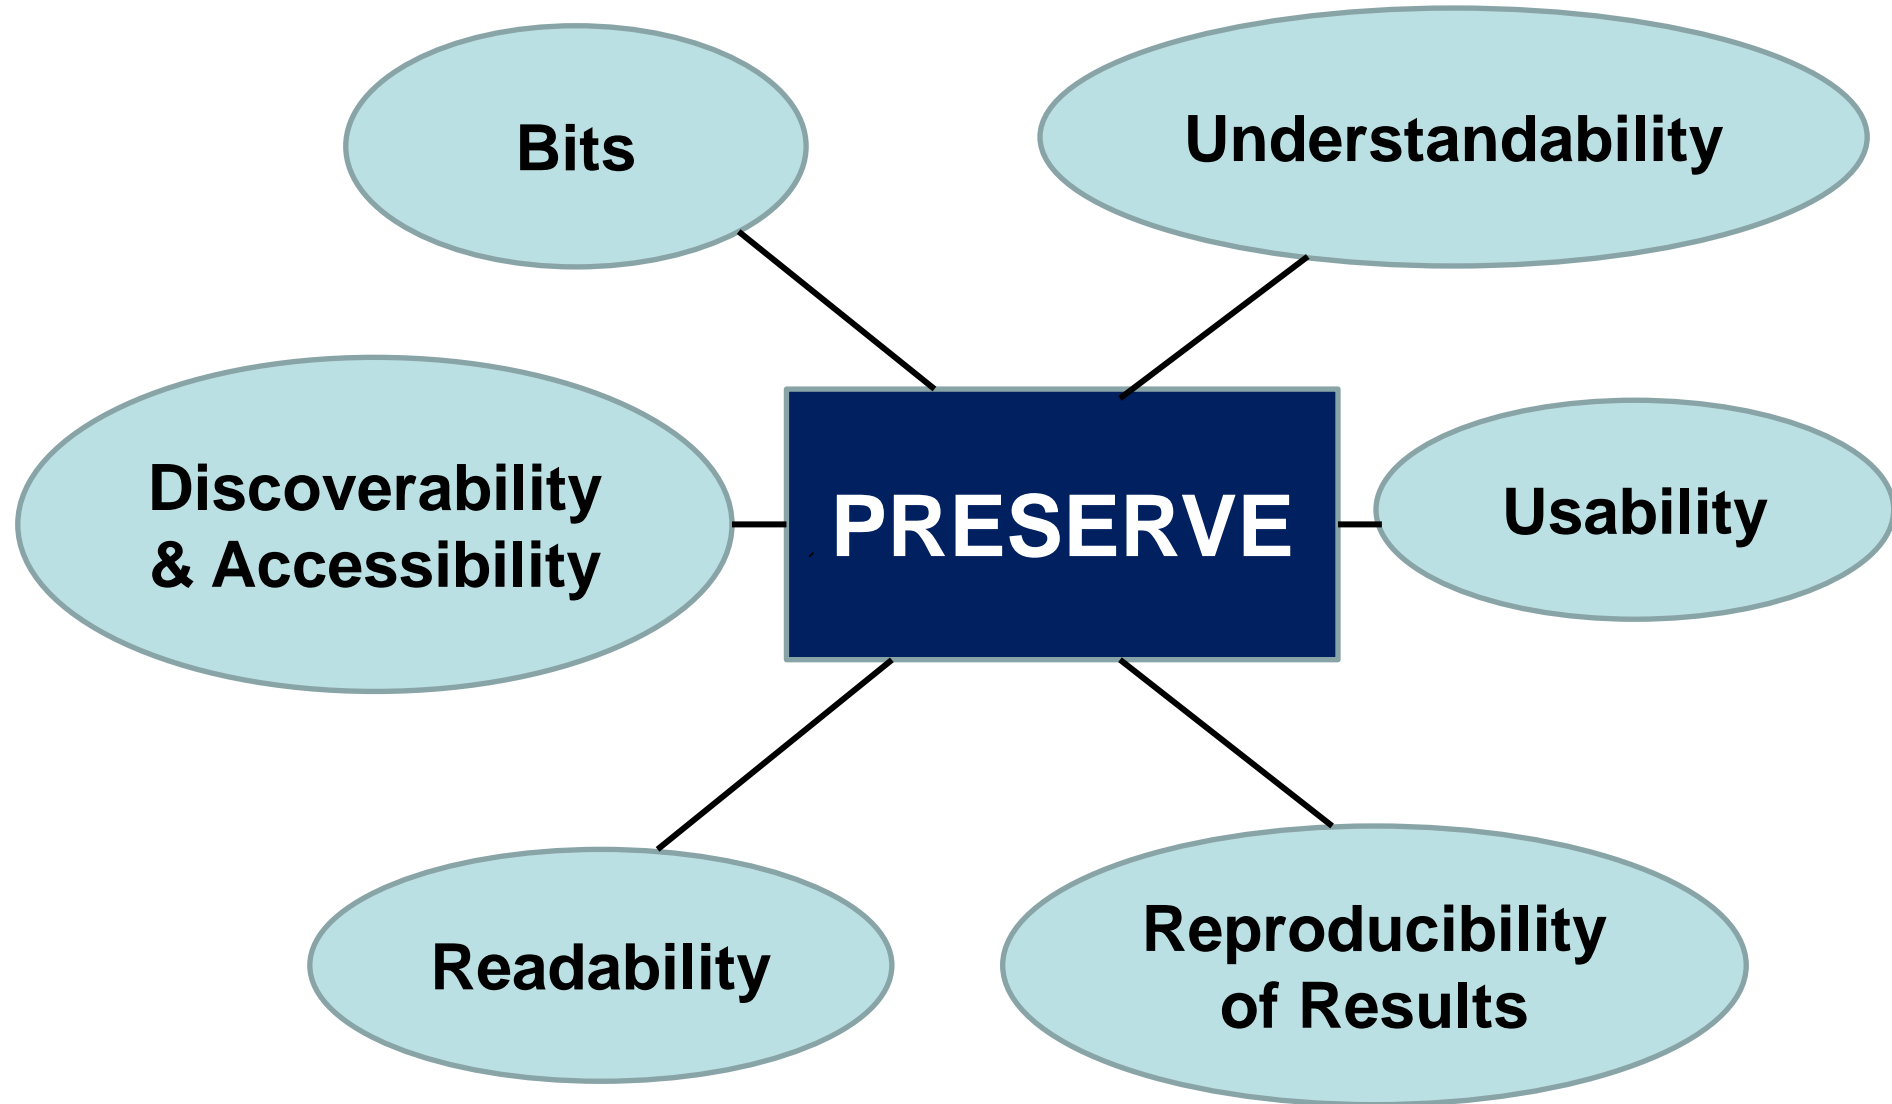 Bits
Understandability
Discoverability
& Accessibility
PRESERVE
Usability
Readability
Reproducibility
of Results